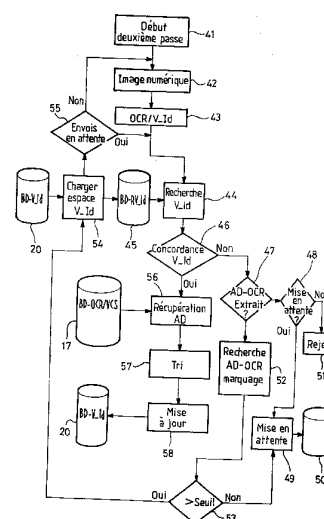 Début
deuxième passe
41
Image numérique
42
OCR/V_Id
43
Non
55
Envois
en attente
?
Oui
BD-V_Id
20
Charger
espace
V_Id
54
BD-RV_id
45
Recherche
V_id
44
46
Concordance
V_Id
Non
47
48
Oui
56
AD-OCR
Extrait
?
Mise
en
attente
?
Non
BD-OCR/VCS
17
Récupération
AD
Oui
Rejet
51
57
Tri
Recherche
AD-OCR
marquage
52
BD-V_Id
20
Mise
à jour
58
Mise en
attente
49
50
Oui
>Seuil
Non
53